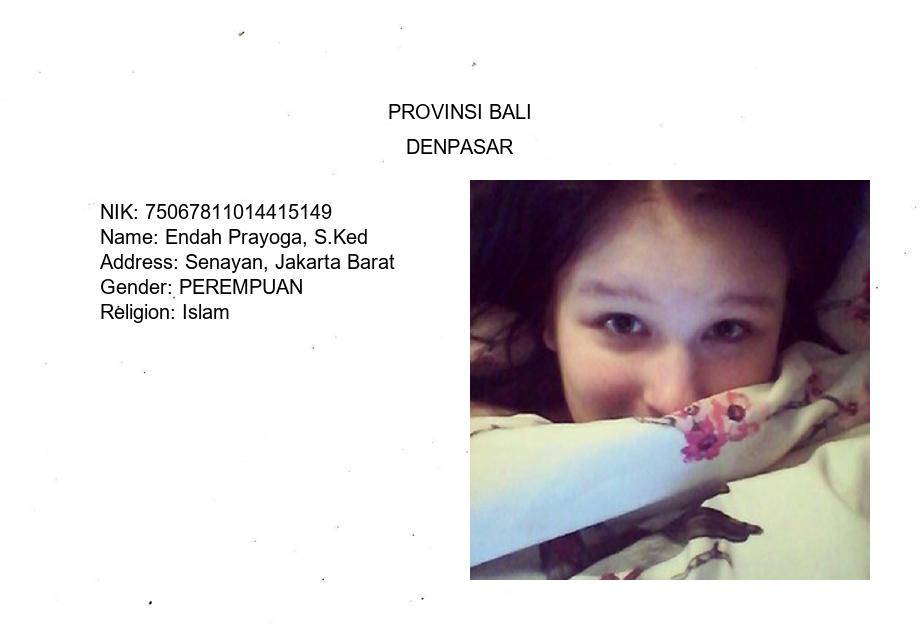 PROVINSI BALI
DENPASAR
NIK: 75067811014415149
Name: Endah Prayoga, S.Ked
Address: Senayan, Jakarta Barat
Gender: PEREMPUAN
Religion: Islam